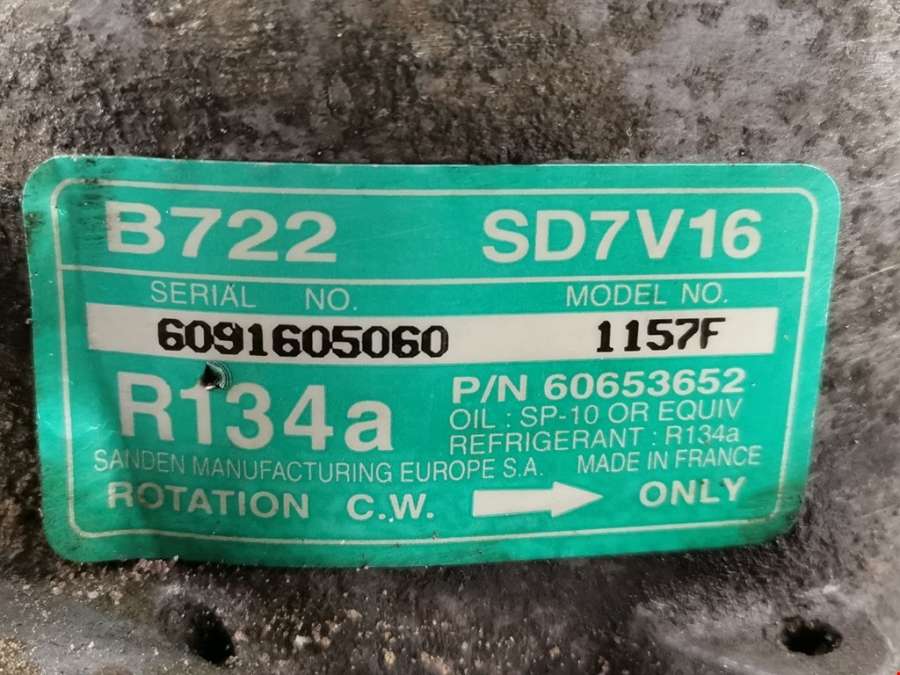 B722 SD7V16
SERIAL NO. MODEL NO.
6091605060 1157F
R134a P/N 60653652
OIL : SP-10 OR EQUIV
REFRIGERANT : R134a
SANDEN MANUFACTURING EUROPE S.A. MADE IN FRANCE
ROTATION C.W. ONLY